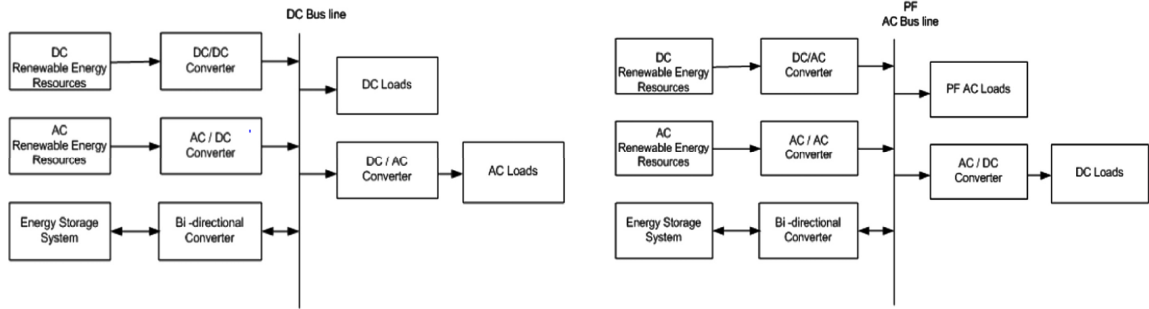 DC Bus line
DC
Renewable Energy
Resources
DC/DC
Converter
DC Loads
AC
Renewable Energy
Resources
AC / DC
Converter
DC / AC
Converter
AC Loads
Energy Storage
System
Bi -directional
Converter
PF
AC Bus line
DC
Renewable Energy
Resources
DC/AC
Converter
PF AC Loads
AC
Renewable Energy
Resources
AC / AC
Converter
AC / DC
Converter
DC Loads
Energy Storage
System
Bi -directional
Converter